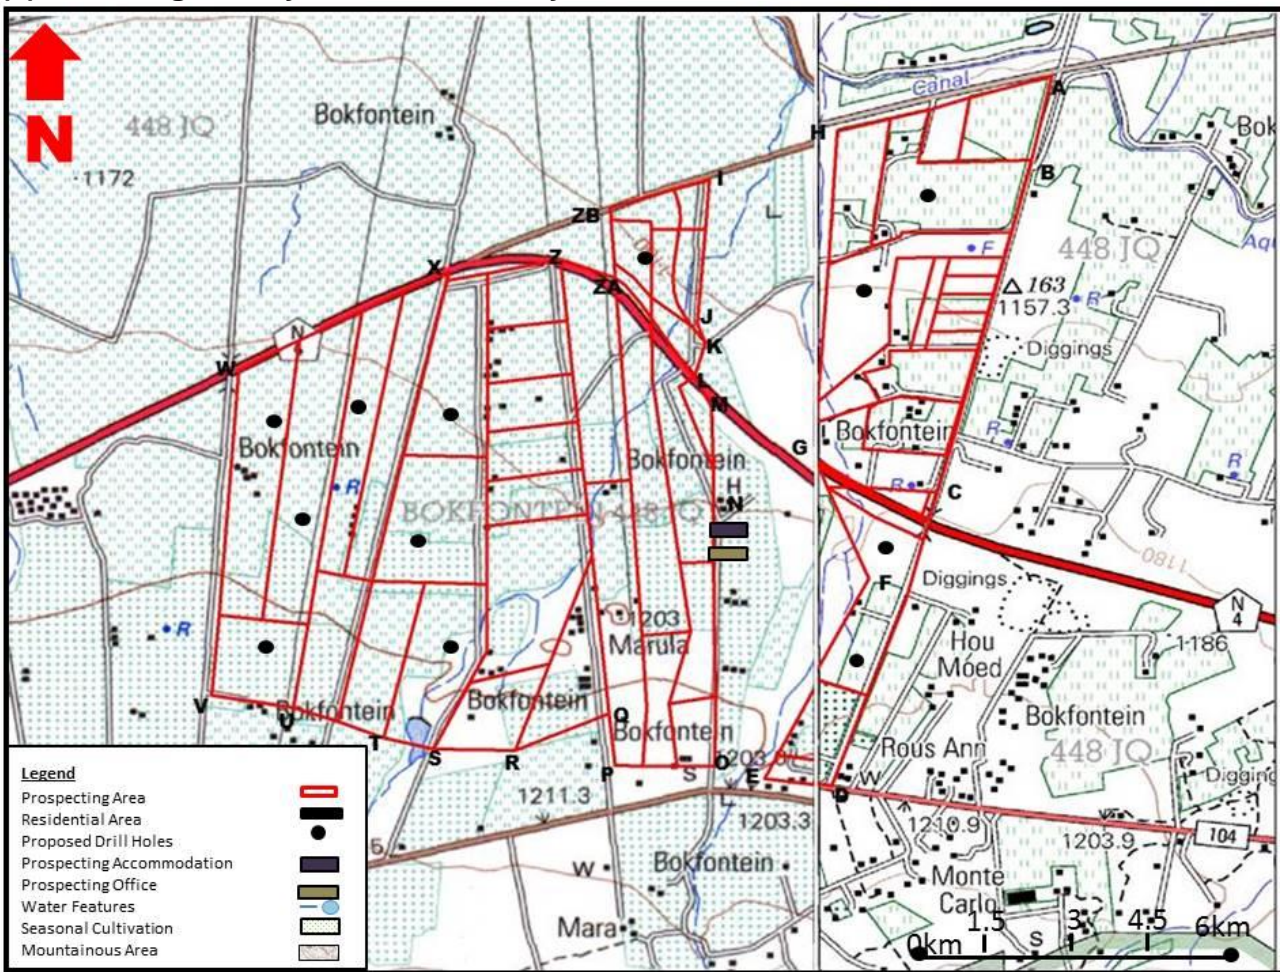 N
448 JQ
1172
Bokfontein
Canal
A
H
B
Bok
I
ZB
448 JQ
F
163
1157.3
R
Diggings
X
Z
ZA
J
K
N
W
L
M
Bokfontein
Bokfontein
Bokfontein
G
R
R
R
R
C
H
N
BOKFONTEIN 448 JQ
1180
F
Diggings
N
4
R
1203
Marula
Hou
Moed
1186
V
U
Bokfontein
Bokfontein
Q
Bokfontein
Bokfontein
448 JQ
T
S
R
P
S
O
E
Rous Ann
W
D
1211.3
1203.3
1210.9
1203.9
104
W
Bokfontein
Monte
Carlo
Mara
S
Legend
Prospecting Area
Residential Area
Proposed Drill Holes
Prospecting Accommodation
Prospecting Office
Water Features
Seasonal Cultivation
Mountainous Area
0km 1.5 3 4.5 6km